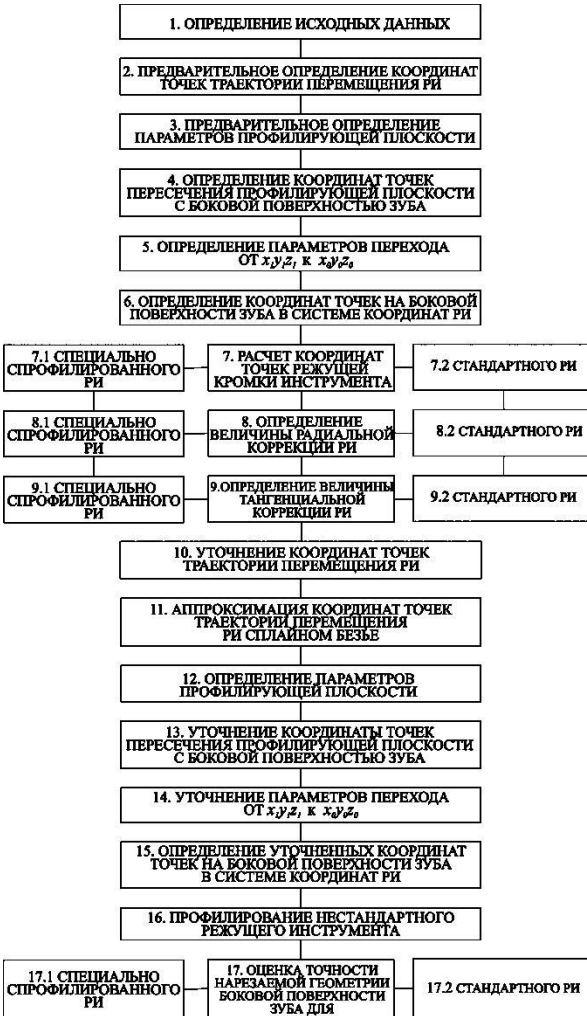 1. ОПРЕДЕЛЕНИЕ ИСХОДНЫХ ДАННЫХ
2. ПРЕДВАРИТЕЛЬНОЕ ОПРЕДЕЛЕНИЕ КООРДИНАТ
ТОЧЕК ТРАЕКТОРИИ ПЕРЕМЕЩЕНИЯ РИ
3. ПРЕДВАРИТЕЛЬНОЕ ОПРЕДЕЛЕНИЕ
ПАРАМЕТРОВ ПРОФИЛИРУЮЩЕЙ ПЛОСКОСТИ
4. ОПРЕДЕЛЕНИЕ КООРДИНАТ ТОЧЕК
ПЕРЕСЕЧЕНИЯ ПРОФИЛИРУЮЩЕЙ ПЛОСКОСТИ
С БОКОВОЙ ПОВЕРХНОСТЬЮ ЗУБА
5. ОПРЕДЕЛЕНИЕ ПАРАМЕТРОВ ПЕРЕХОДА
ОТ x₁y₁z₁ К x₀y₀z₀
6. ОПРЕДЕЛЕНИЕ КООРДИНАТ ТОЧЕК НА БОКОВОЙ
ПОВЕРХНОСТИ ЗУБА В СИСТЕМЕ КООРДИНАТ РИ
7.1 СПЕЦИАЛЬНО
СПРОФИЛИРОВАННОГО
РИ
7. РАСЧЕТ КООРДИНАТ
ТОЧЕК РЕЖУЩЕЙ
КРОМКИ ИНСТРУМЕНТА
7.2 СТАНДАРТНОГО РИ
8.1 СПЕЦИАЛЬНО
СПРОФИЛИРОВАННОГО
РИ
8. ОПРЕДЕЛЕНИЕ
ВЕЛИЧИНЫ РАДИАЛЬНОЙ
КОРРЕКЦИИ РИ
8.2 СТАНДАРТНОГО РИ
9.1 СПЕЦИАЛЬНО
СПРОФИЛИРОВАННОГО
РИ
9.ОПРЕДЕЛЕНИЕ ВЕЛИЧИНЫ
ТАНГЕНЦИАЛЬНОЙ
КОРРЕКЦИИ РИ
9.2 СТАНДАРТНОГО РИ
10. УТОЧНЕНИЕ КООРДИНАТ ТОЧЕК
ТРАЕКТОРИИ ПЕРЕМЕЩЕНИЯ РИ
11. АППРОКСИМАЦИЯ КООРДИНАТ ТОЧЕК
ТРАЕКТОРИИ ПЕРЕМЕЩЕНИЯ
РИ СПЛАЙНОМ БЕЗЬЕ
12. ОПРЕДЕЛЕНИЕ ПАРАМЕТРОВ
ПРОФИЛИРУЮЩЕЙ ПЛОСКОСТИ
13. УТОЧНЕНИЕ КООРДИНАТЫ ТОЧЕК
ПЕРЕСЕЧЕНИЯ ПРОФИЛИРУЮЩЕЙ ПЛОСКОСТИ
С БОКОВОЙ ПОВЕРХНОСТЬЮ ЗУБА
14. УТОЧНЕНИЕ ПАРАМЕТРОВ ПЕРЕХОДА
ОТ x₁y₁z₁ К x₀y₀z₀
15. ОПРЕДЕЛЕНИЕ УТОЧНЕННЫХ КООРДИНАТ
ТОЧЕК НА БОКОВОЙ ПОВЕРХНОСТИ ЗУБА
В СИСТЕМЕ КООРДИНАТ РИ
16. ПРОФИЛИРОВАНИЕ НЕСТАНДАРТНОГО
РЕЖУЩЕГО ИНСТРУМЕНТА
17.1 СПЕЦИАЛЬНО
СПРОФИЛИРОВАННОГО
РИ
17. ОЦЕНКА ТОЧНОСТИ
НАРЕЗАЕМОЙ ГЕОМЕТРИИ
БОКОВОЙ ПОВЕРХНОСТИ
ЗУБА ДЛЯ
17.2 СТАНДАРТНОГО РИ